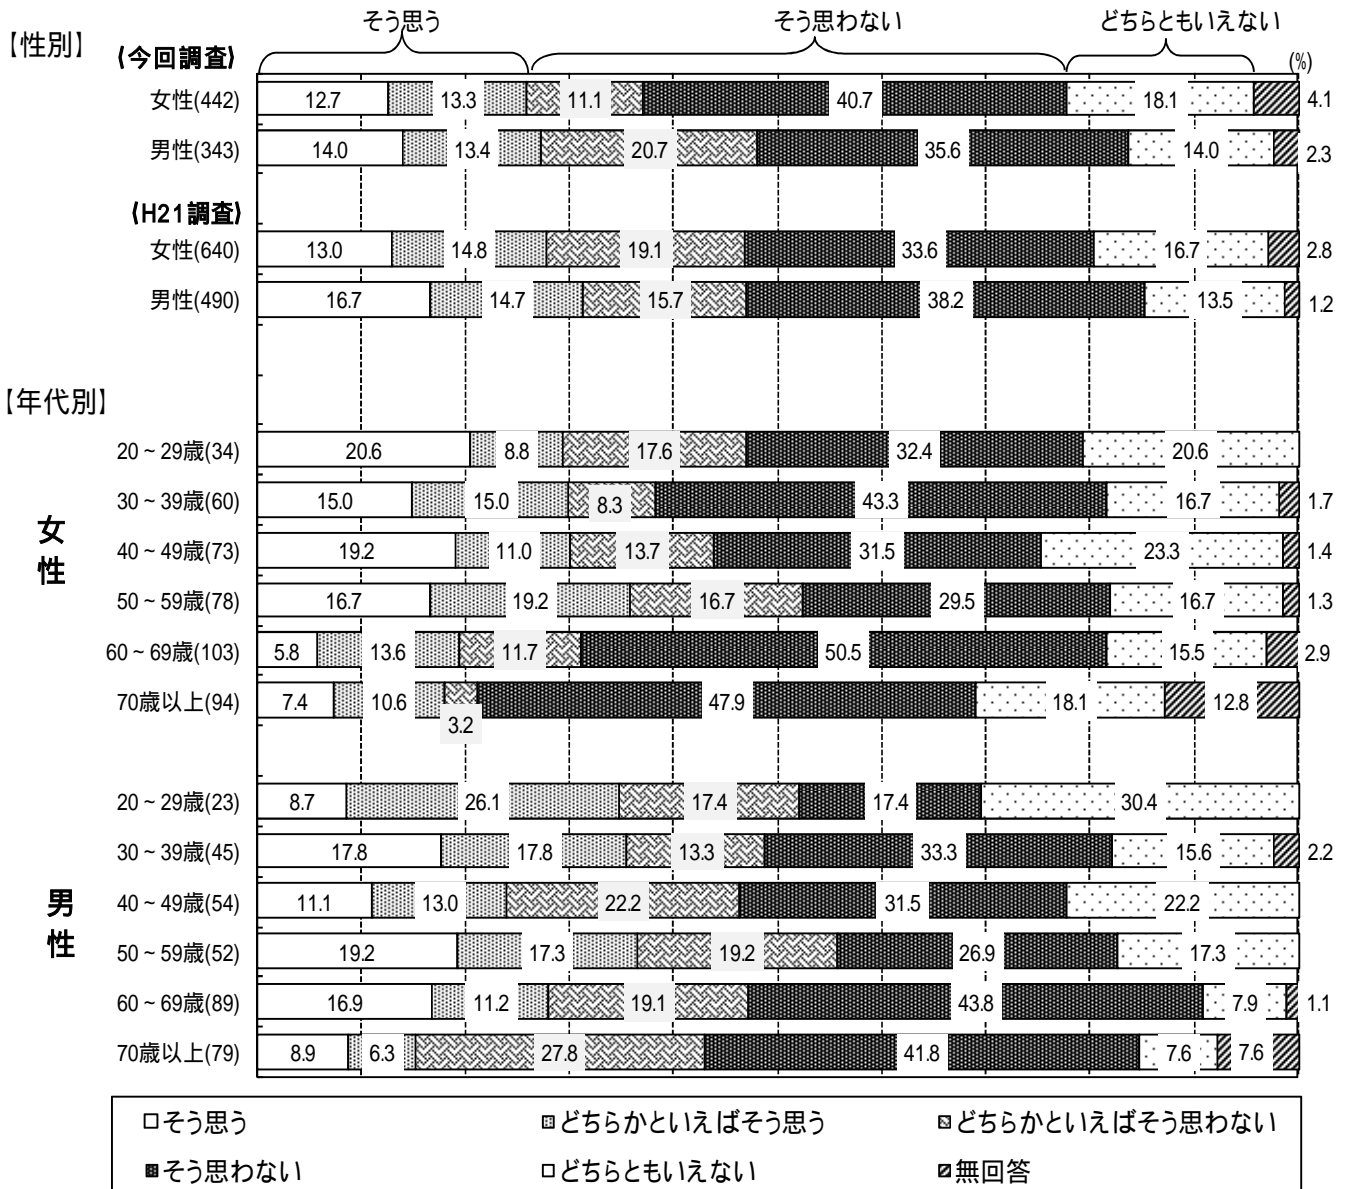 そう思う そう思わない どちらともいえない
【性別】 (今回調査) (%)
女性(442) 12.7 13.3 11.1 40.7 18.1 4.1
男性(343) 14.0 13.4 20.7 35.6 14.0 2.3
(H21調査)
女性(640) 13.0 14.8 19.1 33.6 16.7 2.8
男性(490) 16.7 14.7 15.7 38.2 13.5 1.2
【年代別】
女性
20~29歳(34) 20.6 8.8 17.6 32.4 20.6
30~39歳(60) 15.0 15.0 8.3 43.3 16.7 1.7
40~49歳(73) 19.2 11.0 13.7 31.5 23.3 1.4
50~59歳(78) 16.7 19.2 16.7 29.5 16.7 1.3
60~69歳(103) 5.8 13.6 11.7 50.5 15.5 2.9
70歳以上(94) 7.4 10.6 3.2 47.9 18.1 12.8
男性
20~29歳(23) 8.7 26.1 17.4 17.4 30.4
30~39歳(45) 17.8 17.8 13.3 33.3 15.6 2.2
40~49歳(54) 11.1 13.0 22.2 31.5 22.2
50~59歳(52) 19.2 17.3 19.2 26.9 17.3
60~69歳(89) 16.9 11.2 19.1 43.8 7.9 1.1
70歳以上(79) 8.9 6.3 27.8 41.8 7.6 7.6
そう思う どちらかといえばそう思う どちらかといえばそう思わない
そう思わない どちらともいえない 無回答